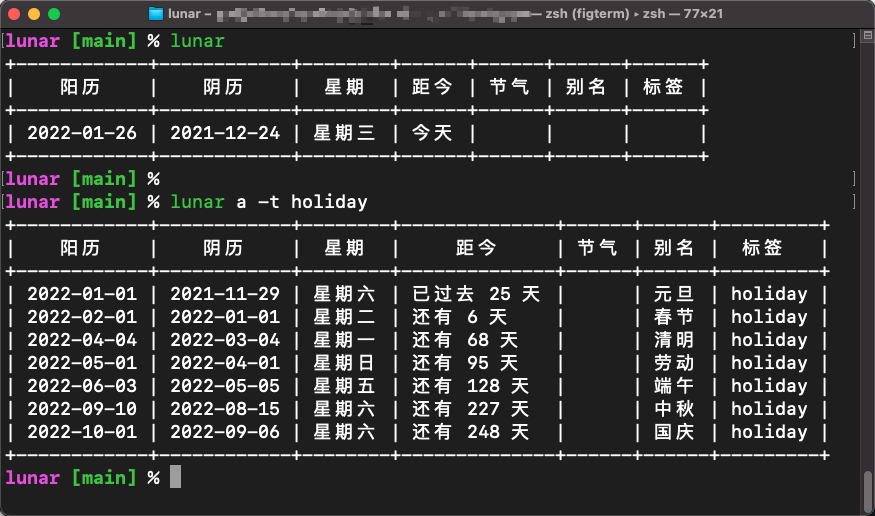 lunar — — zsh (figterm) ▸ zsh — 77×21
lunar [main] % lunar
+------------+------------+--------+------+------+------+------+
| 阳历 | 阴历 | 星期 | 距今 | 节气 | 别名 | 标签 |
+------------+------------+--------+------+------+------+------+
| 2022-01-26 | 2021-12-24 | 星期三 | 今天 | | | |
+------------+------------+--------+------+------+------+------+
lunar [main] %
lunar [main] % lunar a -t holiday
+------------+------------+--------+---------------+------+------+---------+
| 阳历 | 阴历 | 星期 | 距今 | 节气 | 别名 | 标签 |
+------------+------------+--------+---------------+------+------+---------+
| 2022-01-01 | 2021-11-29 | 星期六 | 已过去 25 天 | | 元旦 | holiday |
| 2022-02-01 | 2022-01-01 | 星期二 | 还有 6 天 | | 春节 | holiday |
| 2022-04-04 | 2022-03-04 | 星期一 | 还有 68 天 | | 清明 | holiday |
| 2022-05-01 | 2022-04-01 | 星期日 | 还有 95 天 | | 劳动 | holiday |
| 2022-06-03 | 2022-05-05 | 星期五 | 还有 128 天 | | 端午 | holiday |
| 2022-09-10 | 2022-08-15 | 星期六 | 还有 227 天 | | 中秋 | holiday |
| 2022-10-01 | 2022-09-06 | 星期六 | 还有 248 天 | | 国庆 | holiday |
+------------+------------+--------+---------------+------+------+---------+
lunar [main] %